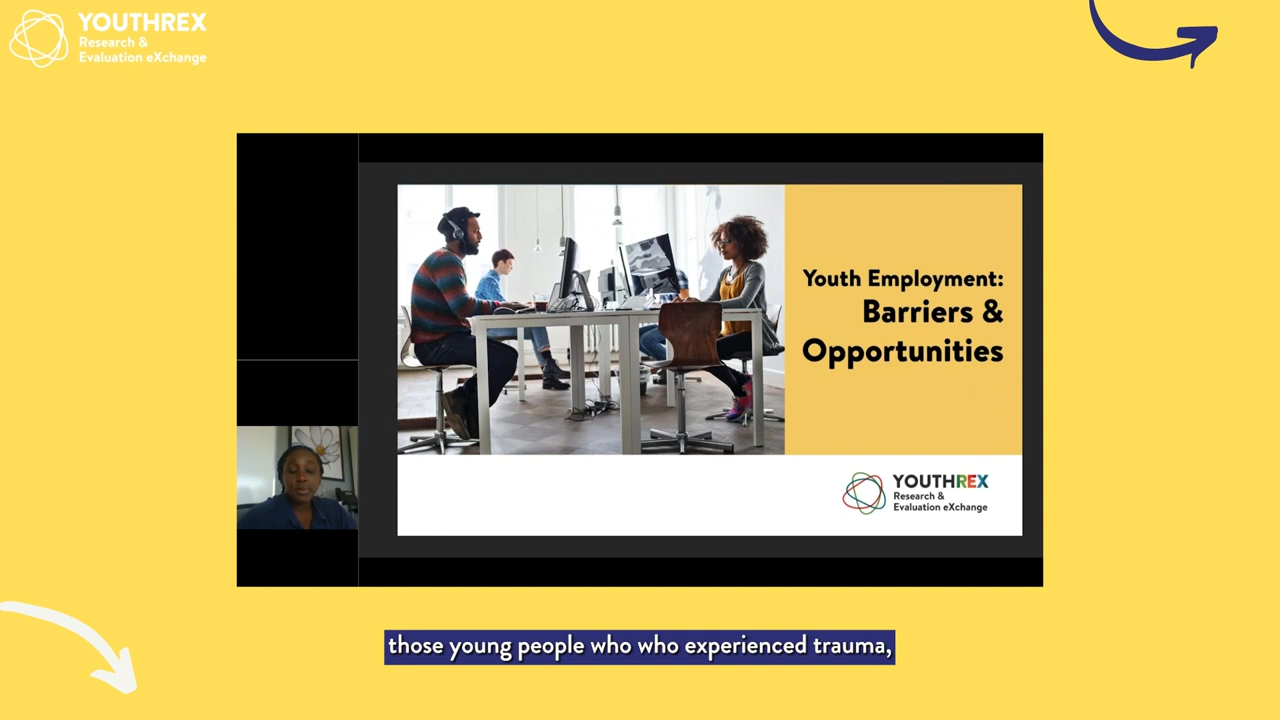 YOUTHREX
Research &
Evaluation eXchange
Youth Employment:
Barriers &
Opportunities
YOUTHREX
Research &
Evaluation eXchange
those young people who who experienced trauma,